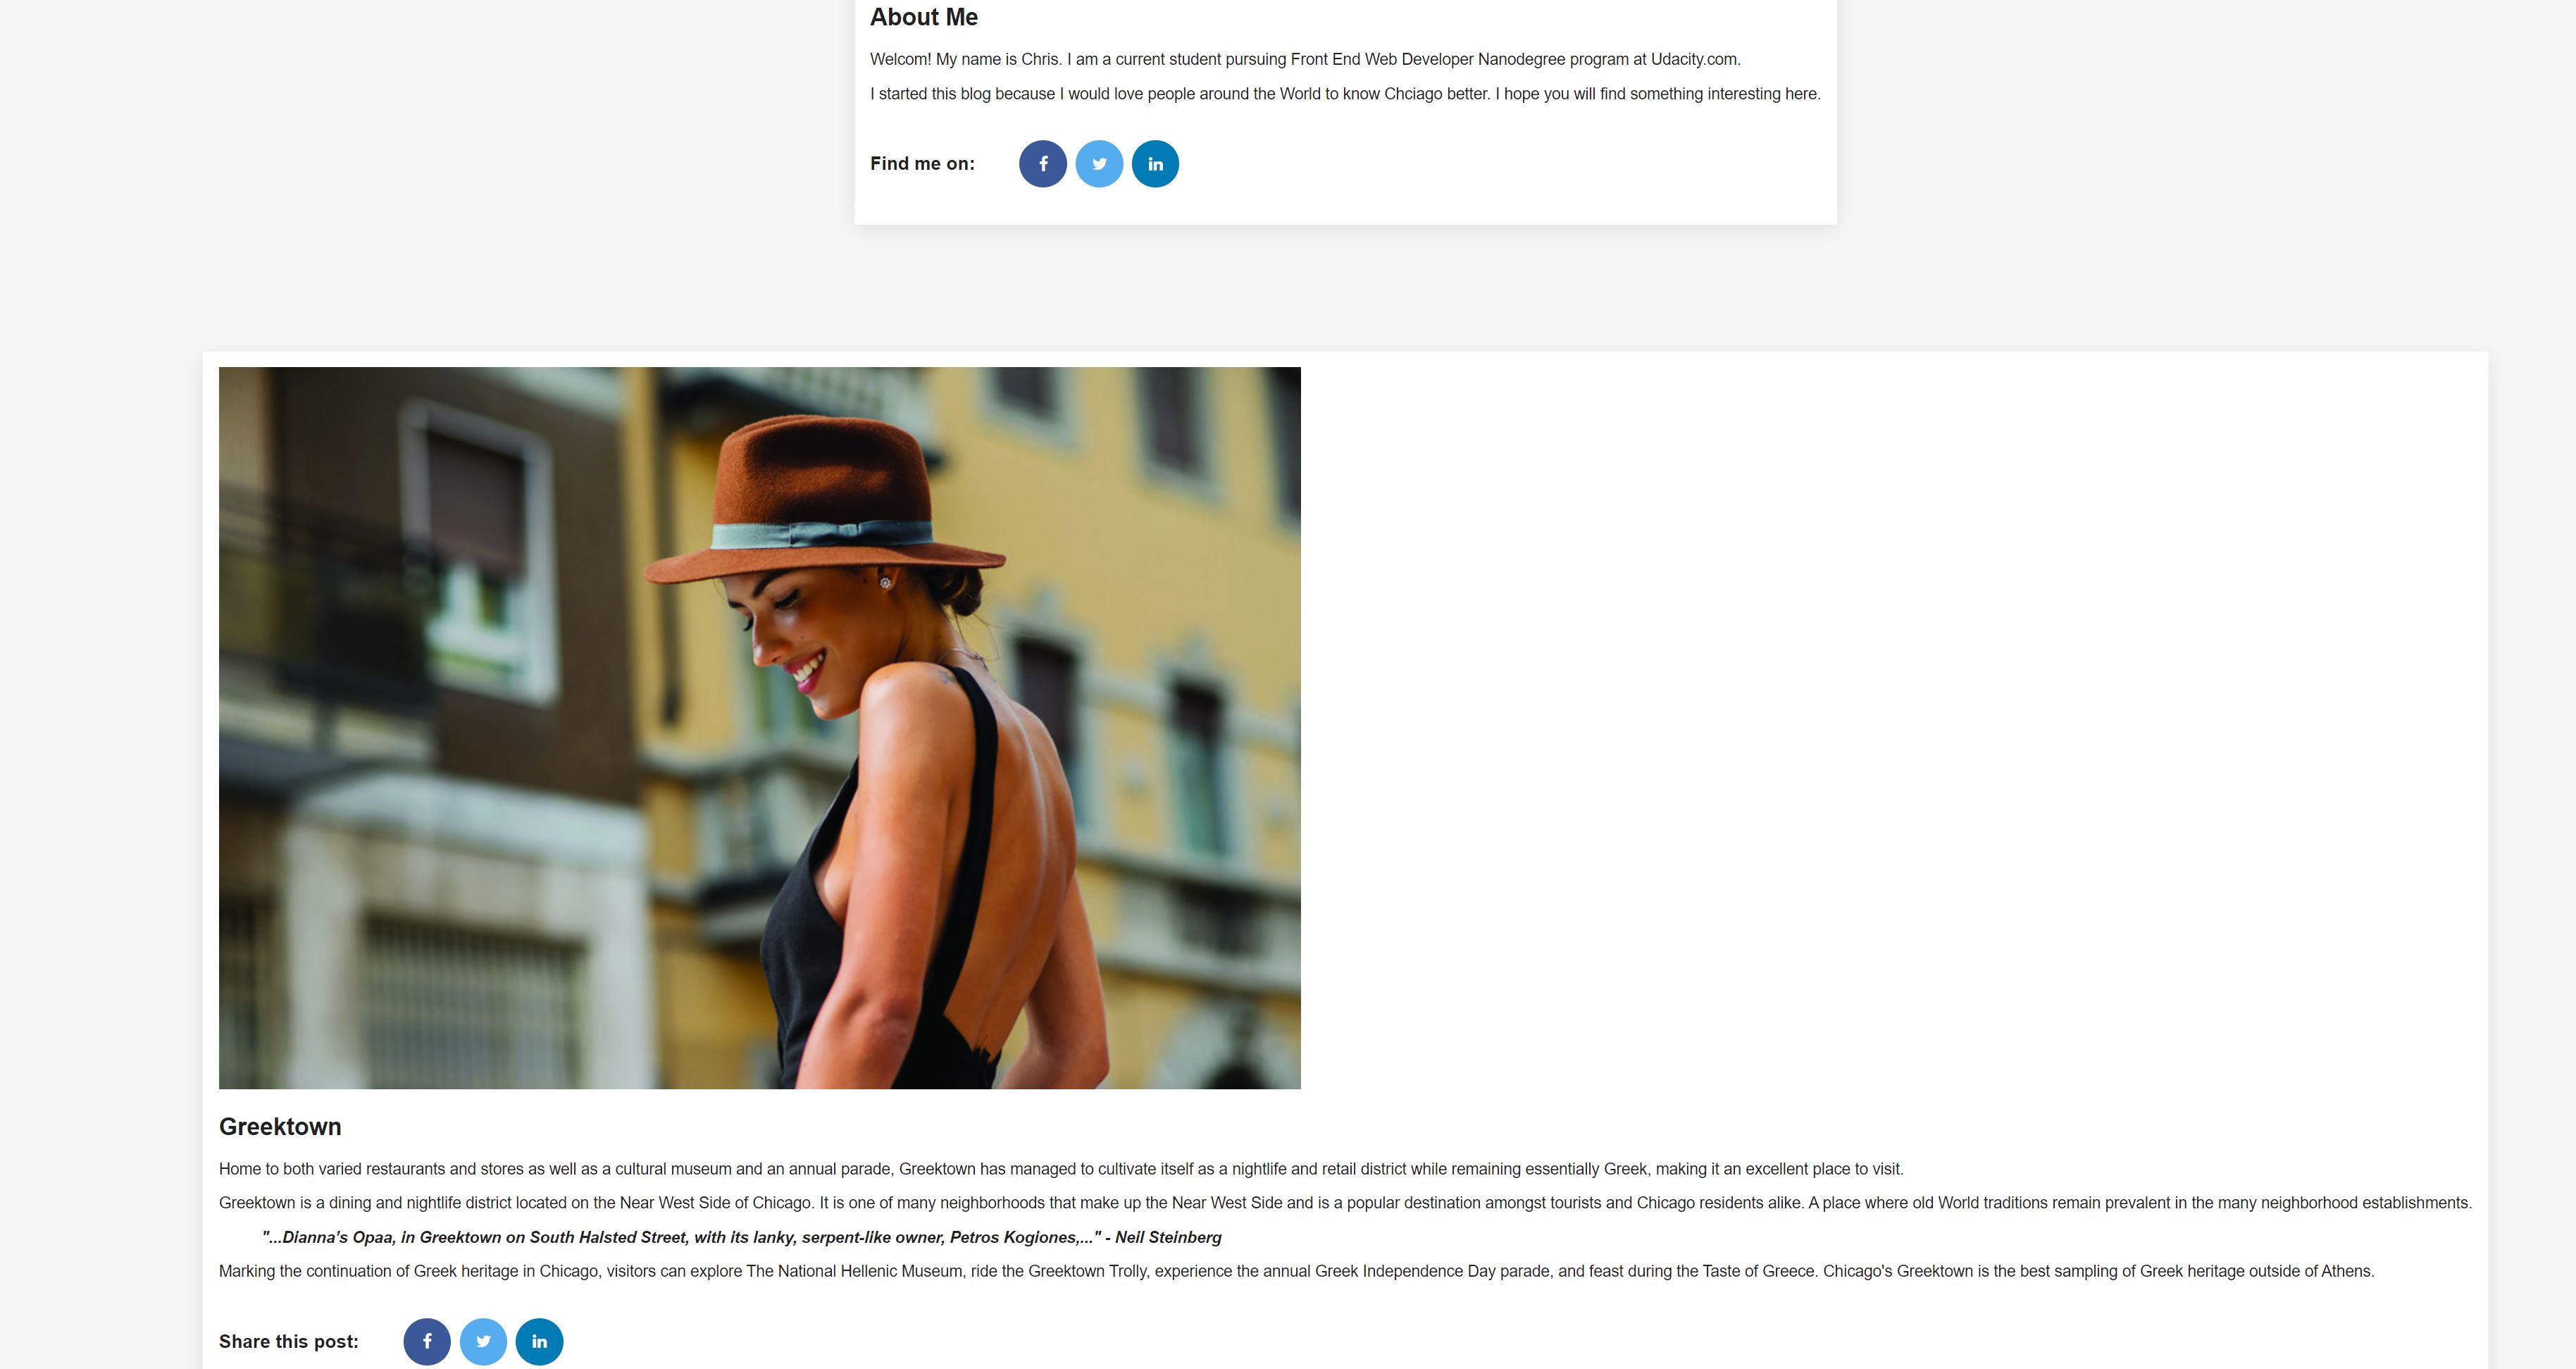 About Me
Welcom! My name is Chris. I am a current student pursuing Front End Web Developer Nanodegree program at Udacity.com.
I started this blog because I would love people around the World to know Chciago better. I hope you will find something interesting here.
Find me on:
Greektown
Home to both varied restaurants and stores as well as a cultural museum and an annual parade, Greektown has managed to cultivate itself as a nightlife and retail district while remaining essentially Greek, making it an excellent place to visit.
Greektown is a dining and nightlife district located on the Near West Side of Chicago. It is one of many neighborhoods that make up the Near West Side and is a popular destination amongst tourists and Chicago residents alike. A place where old World traditions remain prevalent in the many neighborhood establishments.
"...Dianna’s Opaa, in Greektown on South Halsted Street, with its lanky, serpent-like owner, Petros Kogiones,..." - Neil Steinberg
Marking the continuation of Greek heritage in Chicago, visitors can explore The National Hellenic Museum, ride the Greektown Trolly, experience the annual Greek Independence Day parade, and feast during the Taste of Greece. Chicago's Greektown is the best sampling of Greek heritage outside of Athens.
Share this post: